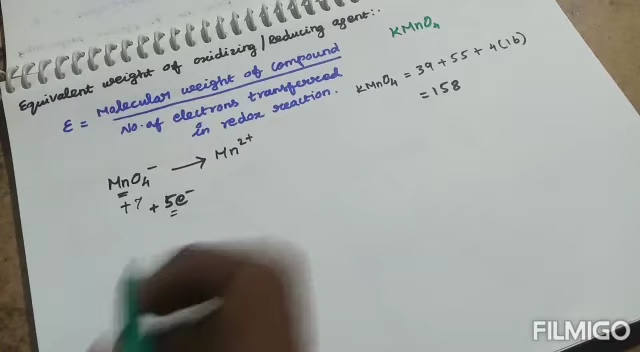 Equivalent weight of oxidizing/Reducing agent:.
E = Molecular weight of compound
No. of electrons transferred
in redox reaction.
KMnO4
KMnO4 = 39 + 55 + 4(16)
= 158
MnO4⁻ → Mn²⁺
+7 + 5e⁻
FILMIGO